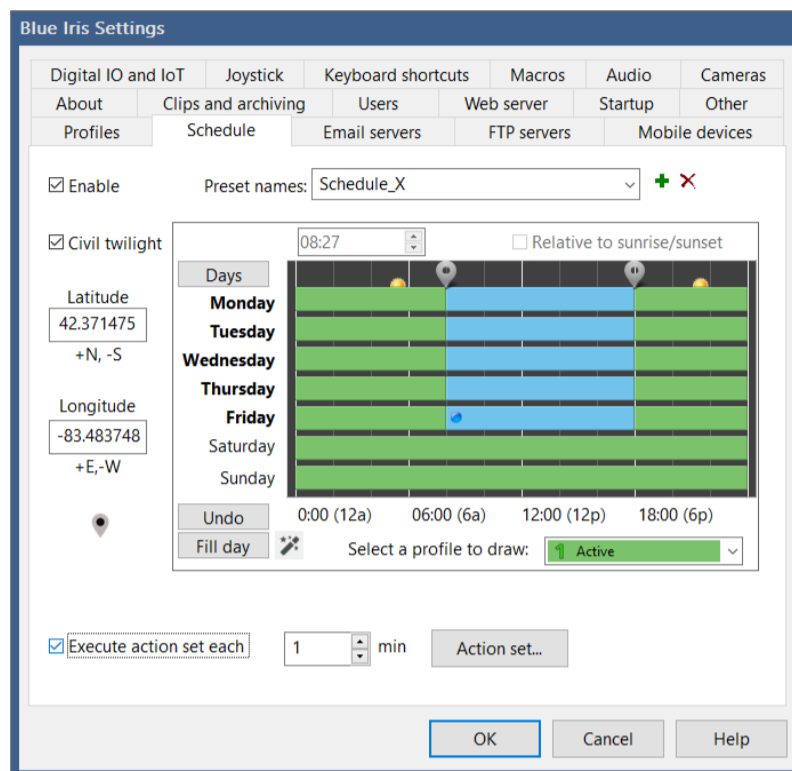 Blue Iris Settings
Digital IO and IoT Joystick Keyboard shortcuts Macros Audio Cameras
About Clips and archiving Users Web server Startup Other
Profiles Schedule Email servers FTP servers Mobile devices
Enable Preset names: Schedule_X
Civil twilight 08:27 Relative to sunrise/sunset
Days
Latitude
42.371475
+N, -S
Longitude
-83.483748
+E,-W
Monday
Tuesday
Wednesday
Thursday
Friday
Saturday
Sunday
Undo 0:00 (12a) 06:00 (6a) 12:00 (12p) 18:00 (6p)
Fill day Select a profile to draw: 1 Active
Execute action set each 1 min Action set...
OK Cancel Help